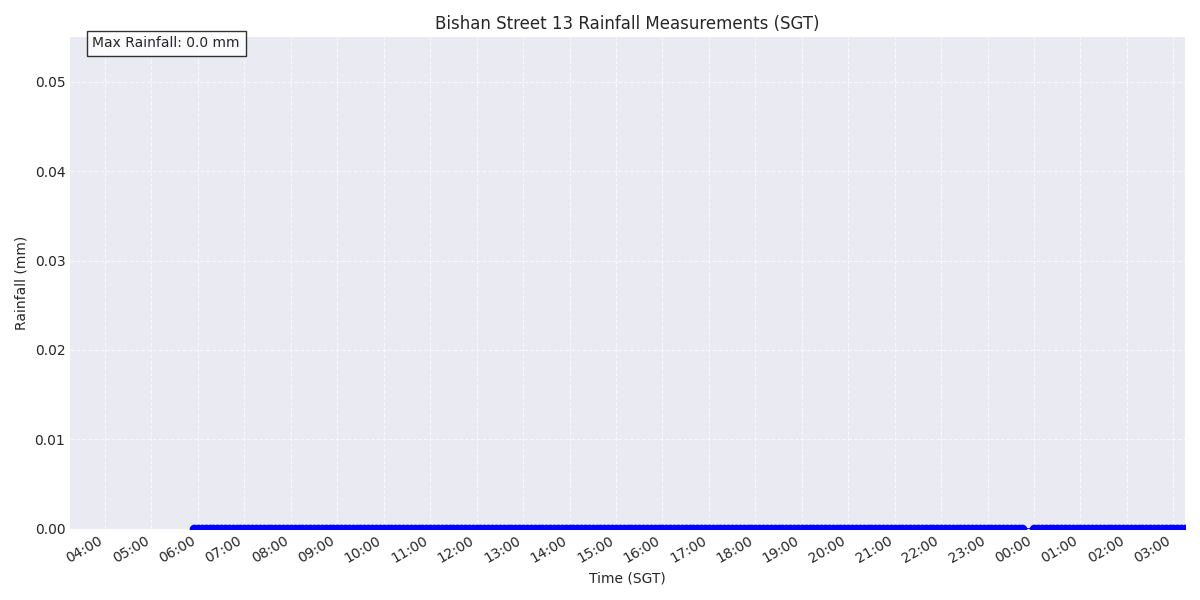 Bishan Street 13 Rainfall Measurements (SGT)
Max Rainfall: 0.0 mm
Rainfall (mm)
0.05
0.04
0.03
0.02
0.01
0.00
04:00 05:00 06:00 07:00 08:00 09:00 10:00 11:00 12:00 13:00 14:00 15:00 16:00 17:00 18:00 19:00 20:00 21:00 22:00 23:00 00:00 01:00 02:00 03:00
Time (SGT)